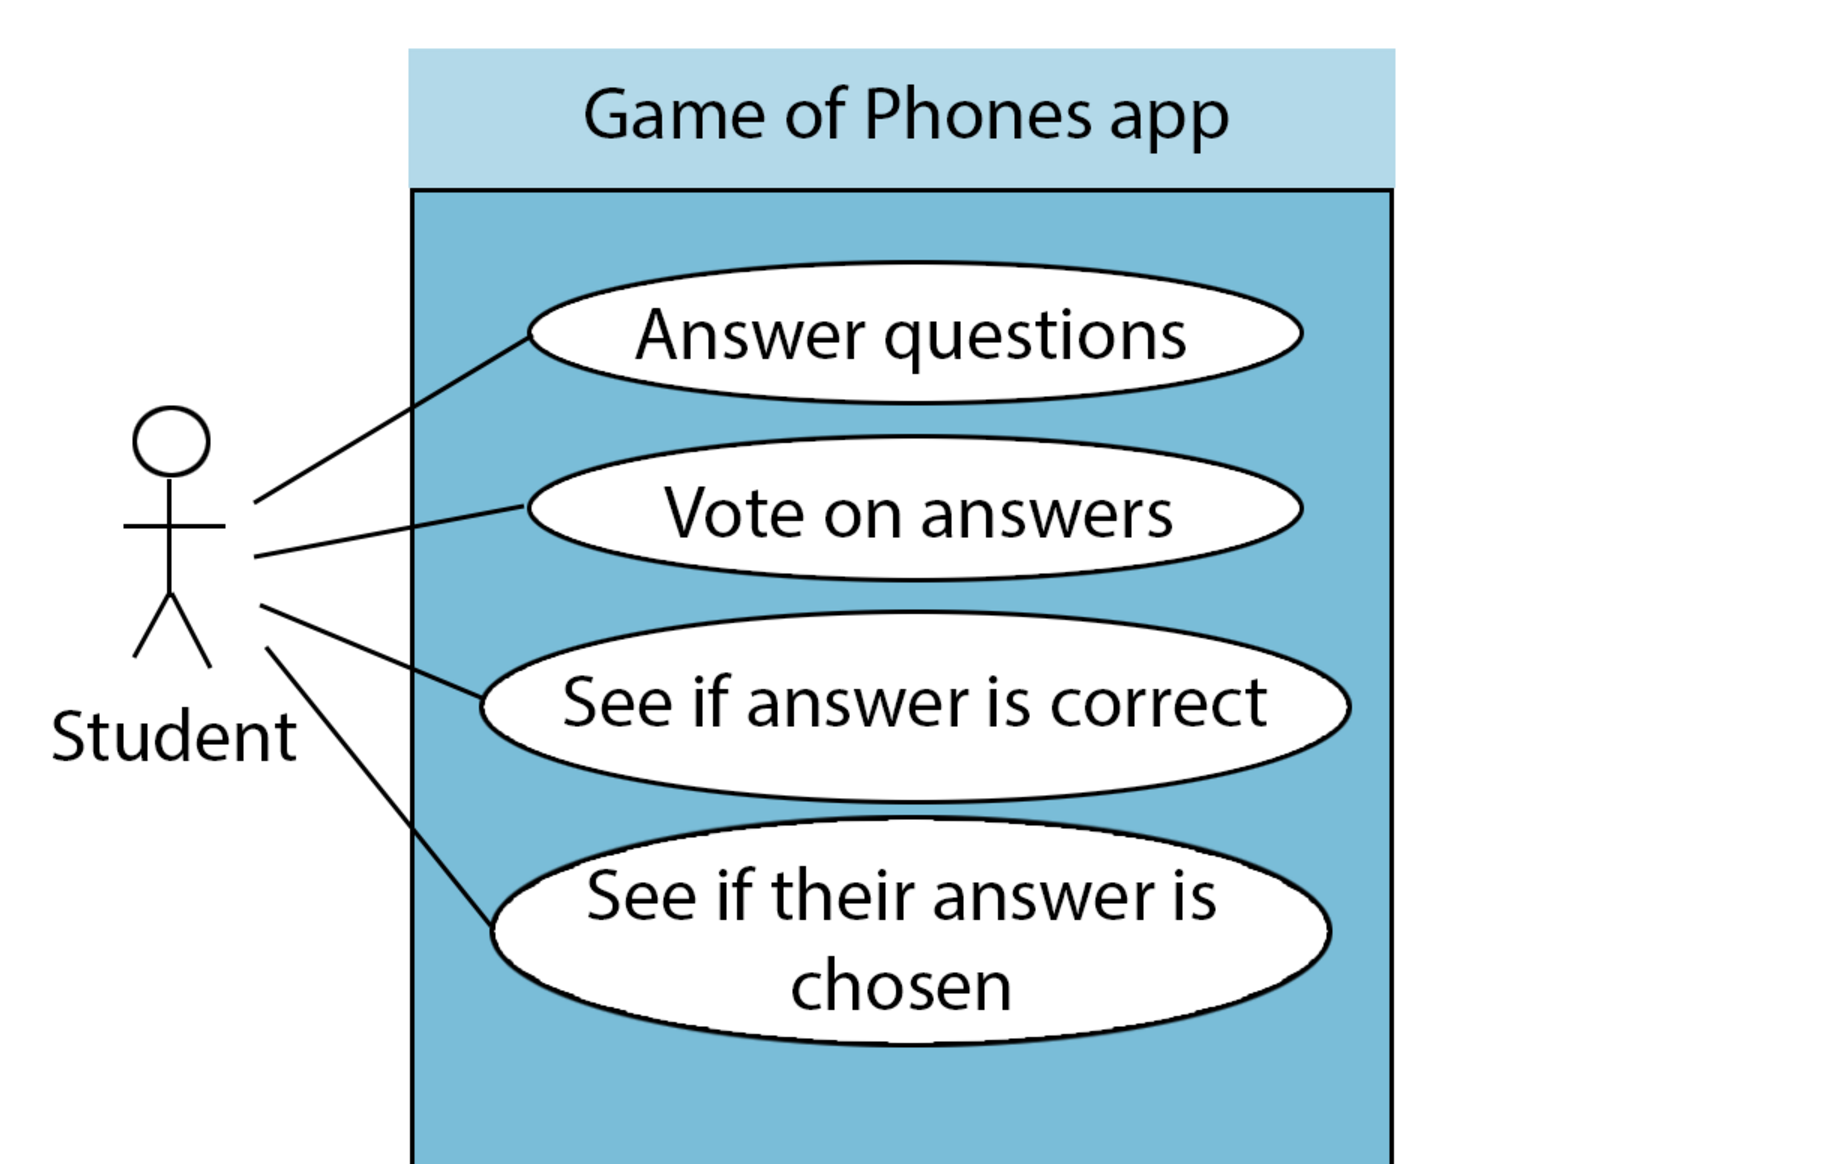 Game of Phones app
Answer questions
Vote on answers
See if answer is correct
Student
See if their answer is
chosen